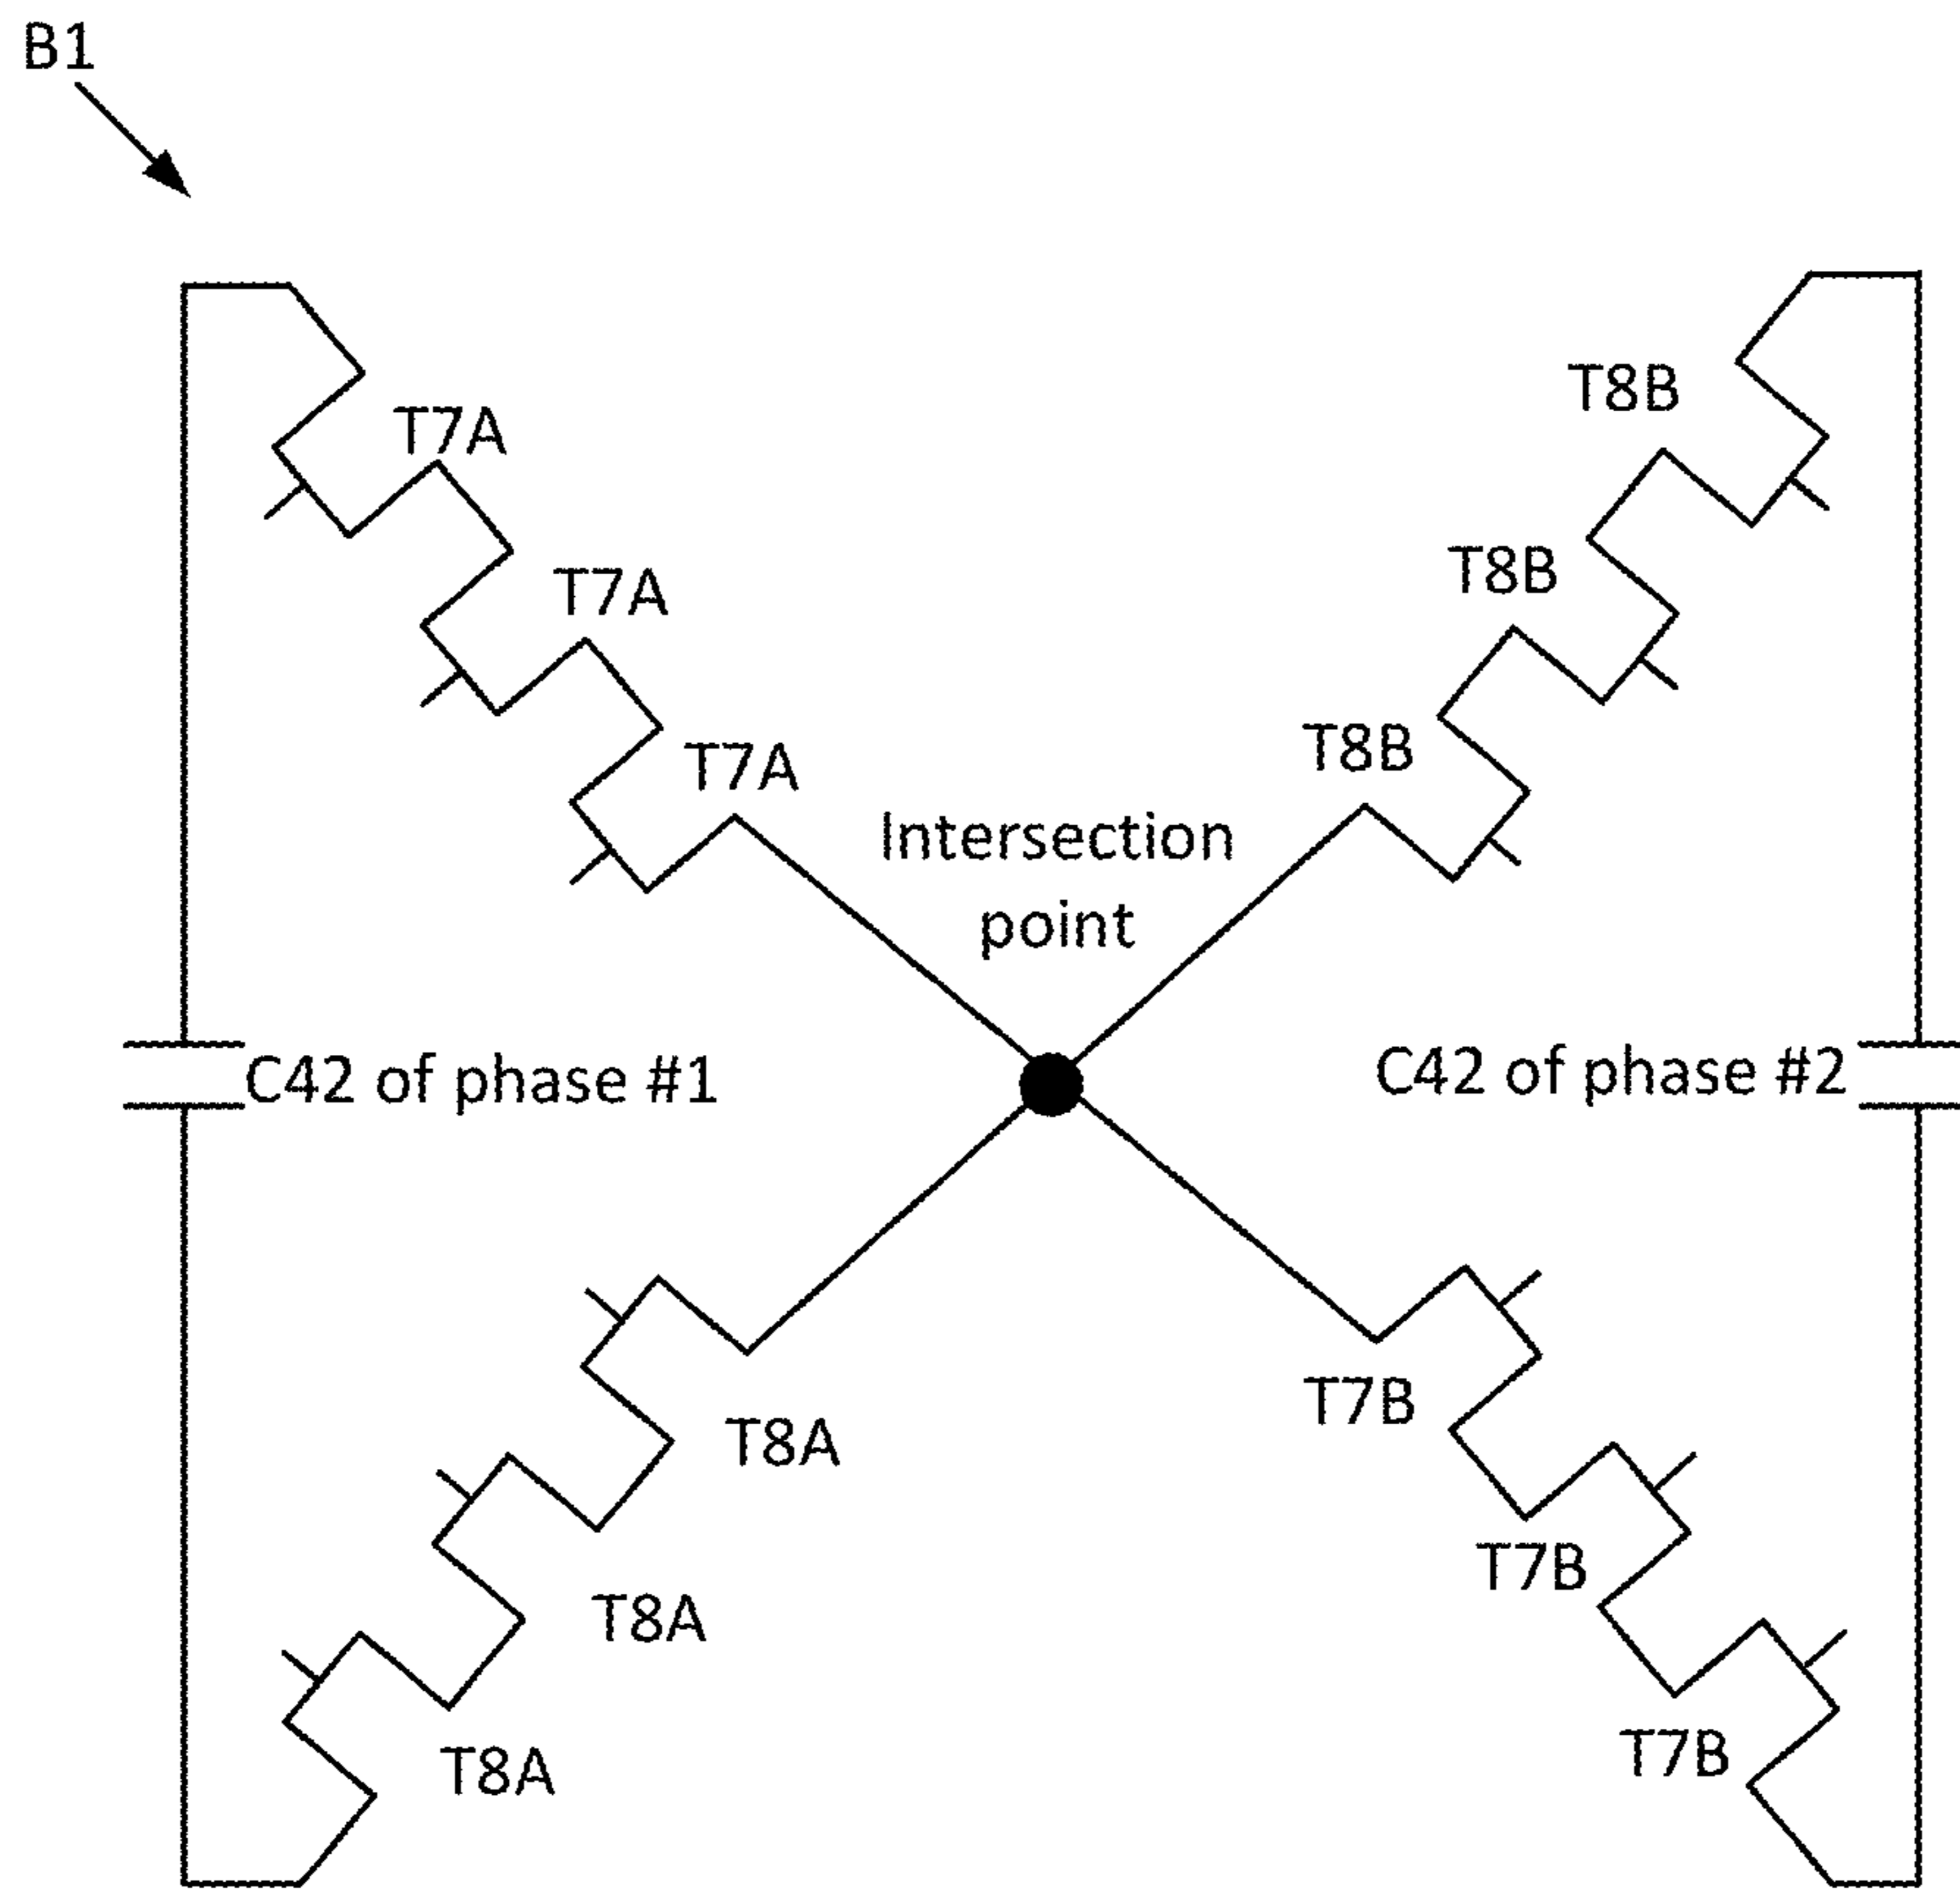 B1
T7A
T8B
T7A
T8B
T7A
T8B
Intersection
point
C42 of phase #1
C42 of phase #2
T8A
T7B
T8A
T7B
T8A
T7B